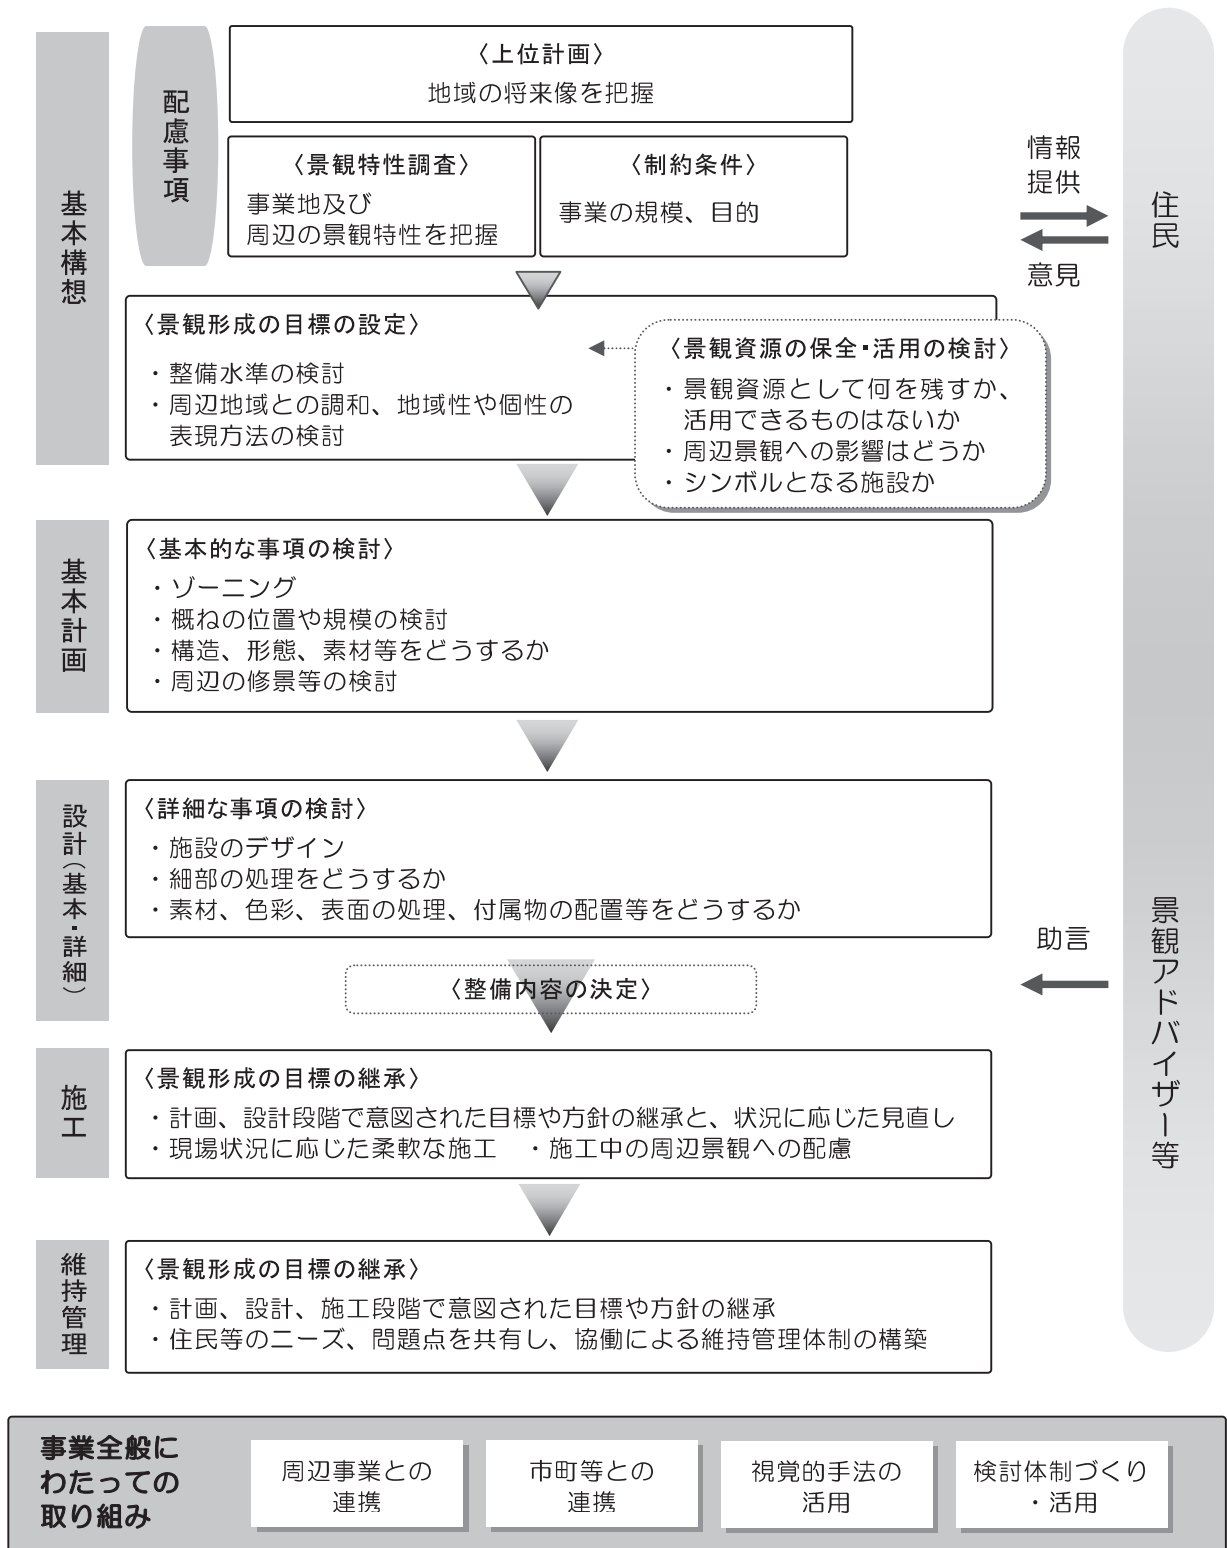 基本構想
配慮事項
〈上位計画〉
地域の将来像を把握
〈景観特性調査〉
事業地及び
周辺の景観特性を把握
〈制約条件〉
事業の規模、目的
〈景観形成の目標の設定〉
・整備水準の検討
・周辺地域との調和、地域性や個性の
表現方法の検討
〈景観資源の保全・活用の検討〉
・景観資源として何を残すか、
活用できるものはないか
・周辺景観への影響はどうか
・シンボルとなる施設か
情報
提供
意見
住民
基本計画
〈基本的な事項の検討〉
・ゾーニング
・概ねの位置や規模の検討
・構造、形態、素材等をどうするか
・周辺の修景等の検討
設計(基本・詳細)
〈詳細な事項の検討〉
・施設のデザイン
・細部の処理をどうするか
・素材、色彩、表面の処理、付属物の配置等をどうするか
〈整備内容の決定〉
助言
景観アドバイザー等
施工
〈景観形成の目標の継承〉
・計画、設計段階で意図された目標や方針の継承と、状況に応じた見直し
・現場状況に応じた柔軟な施工 ・施工中の周辺景観への配慮
維持管理
〈景観形成の目標の継承〉
・計画、設計、施工段階で意図された目標や方針の継承
・住民等のニーズ、問題点を共有し、協働による維持管理体制の構築
事業全般に
わたっての
取り組み
周辺事業との
連携
市町等との
連携
視覚的手法の
活用
検討体制づくり
・活用